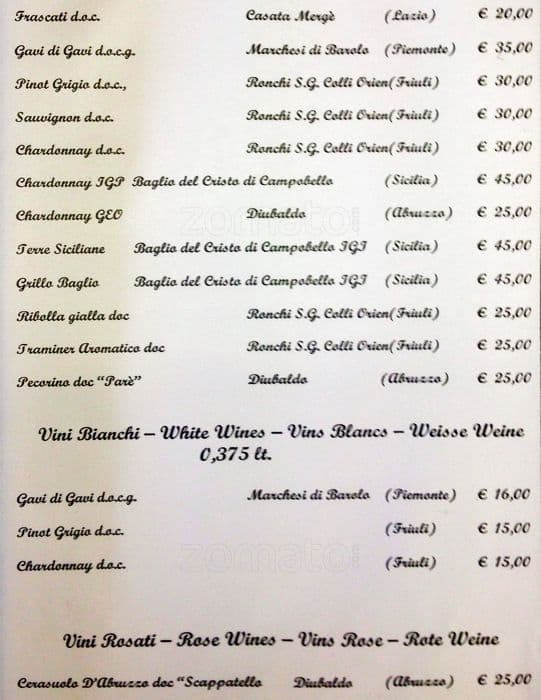 Frascati d.o.c. Casata Mergè (Lazio) € 20,00
Gavi di Gavi d.o.c.g. Marchesi di Barolo (Piemonte) € 35,00
Pinot Grigio d.o.c., Ronchi S.G. Colli Orien(Friuli) € 30,00
Sauvignon d.o.c. Ronchi S.G. Colli Orien(Friuli) € 30,00
Chardonnay d.o.c. Ronchi S.G. Colli Orien(Friuli) € 30,00
Chardonnay IGP Baglio del Cristo di Campobello (Sicilia) € 45,00
Chardonnay GEO Diubaldo (Abruzzo) € 25,00
Terre Siciliane Baglio del Cristo di Campobello IGT (Sicilia) € 45,00
Grillo Baglio Baglio del Cristo di Campobello IGT (Sicilia) € 45,00
Ribolla gialla doc Ronchi S.G. Colli Orien(Friuli) € 25,00
Traminer Aromatico doc Ronchi S.G. Colli Orien(Friuli) € 25,00
Pecorino doc “Parè” Diubaldo (Abruzzo) € 25,00
Vini Bianchi – White Wines – Vins Blancs – Weisse Weine
0,375 lt.
Gavi di Gavi d.o.c.g. Marchesi di Barolo (Piemonte) € 16,00
Pinot Grigio d.o.c. (Friuli) € 15,00
Chardonnay d.o.c. (Friuli) € 15,00
Vini Rosati – Rose Wines – Vins Rose – Rote Weine
Cerasuolo D'Abruzzo doc “Scappatella Diubaldo (Abruzzo) € 25,00
zomato.com
zomato.com